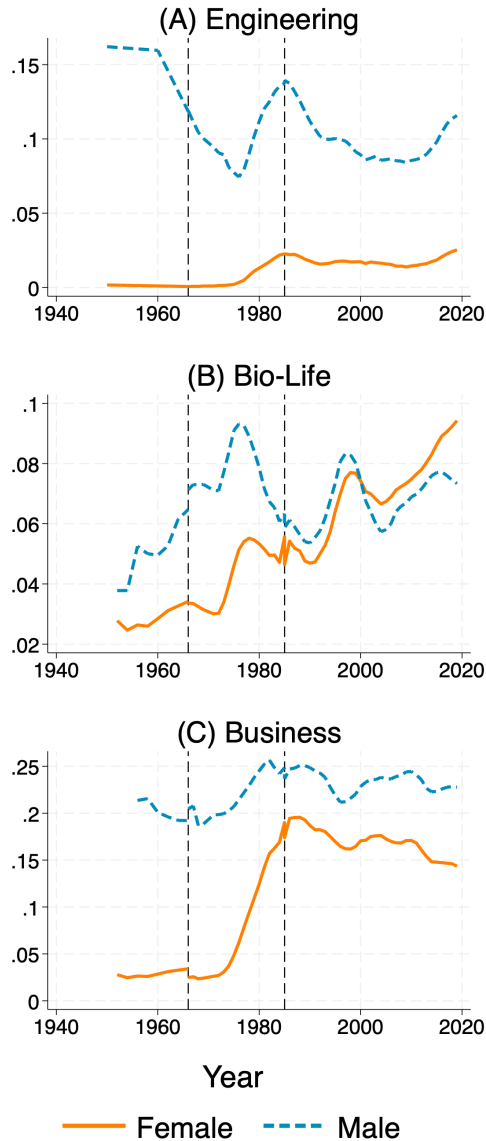 (A) Engineering
.15
.1
.05
0
1940 1960 1980 2000 2020
(B) Bio-Life
.1
.08
.06
.04
.02
1940 1960 1980 2000 2020
(C) Business
.25
.2
.15
.1
.05
0
1940 1960 1980 2000 2020
Year
Female Male